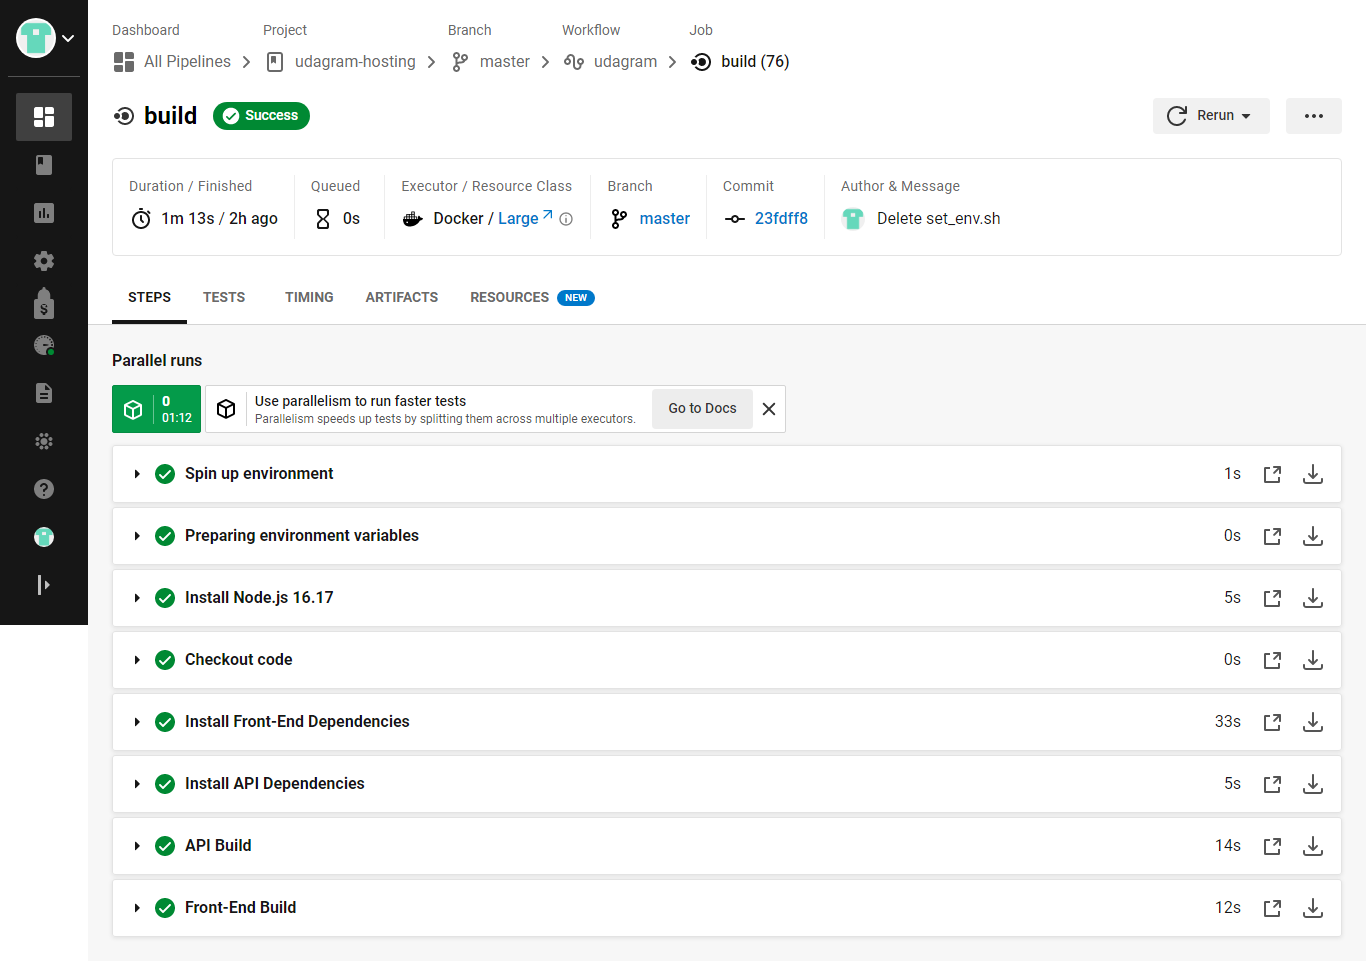 Dashboard Project Branch Workflow Job
All Pipelines udagram-hosting master udagram build (76)
build Success Rerun
Duration / Finished Queued Executor / Resource Class Branch Commit Author & Message
1m 13s / 2h ago 0s Docker / Large master 23fdff8 Delete set_env.sh
STEPS TESTS TIMING ARTIFACTS RESOURCES NEW
Parallel runs
0
01:12
Use parallelism to run faster tests
Parallelism speeds up tests by splitting them across multiple executors.
Go to Docs
Spin up environment 1s
Preparing environment variables 0s
Install Node.js 16.17 5s
Checkout code 0s
Install Front-End Dependencies 33s
Install API Dependencies 5s
API Build 14s
Front-End Build 12s